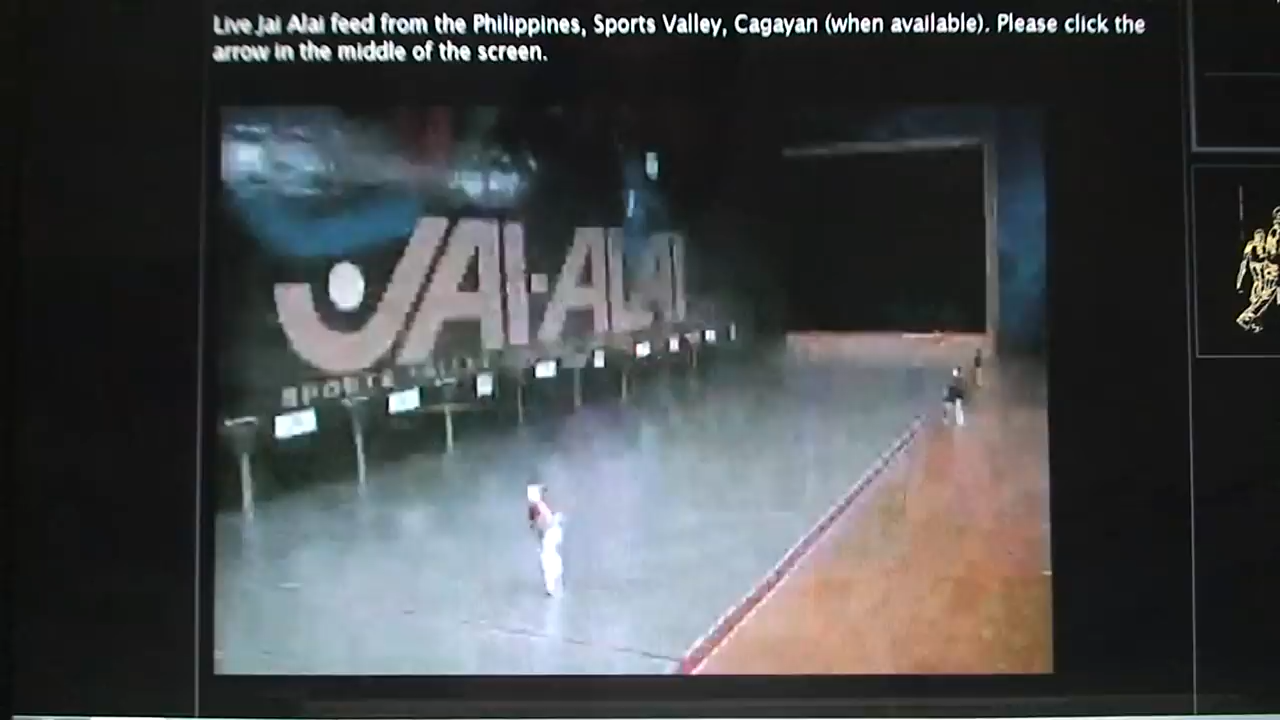 Live Jai Alai feed from the Philippines, Sports Valley, Cagayan (when available). Please click the
arrow in the middle of the screen.
JAI-ALAI
SPORTS